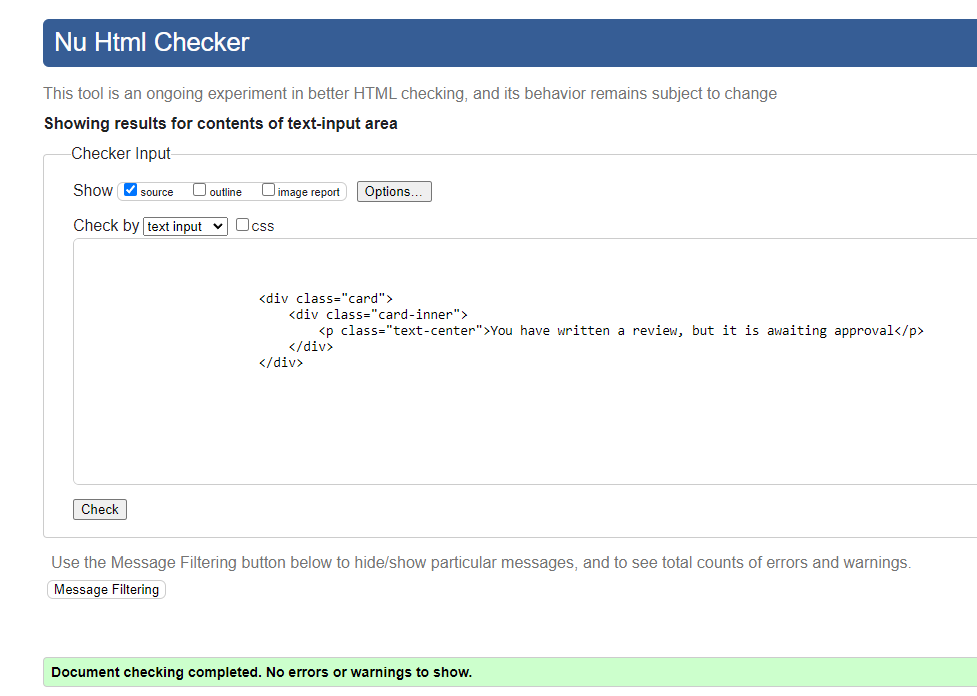 Nu Html Checker
This tool is an ongoing experiment in better HTML checking, and its behavior remains subject to change
Showing results for contents of text-input area
Checker Input
Show source outline image report Options...
Check by text input css
<div class="card">
<div class="card-inner">
<p class="text-center">You have written a review, but it is awaiting approval</p>
</div>
</div>
Check
Use the Message Filtering button below to hide/show particular messages, and to see total counts of errors and warnings.
Message Filtering
Document checking completed. No errors or warnings to show.